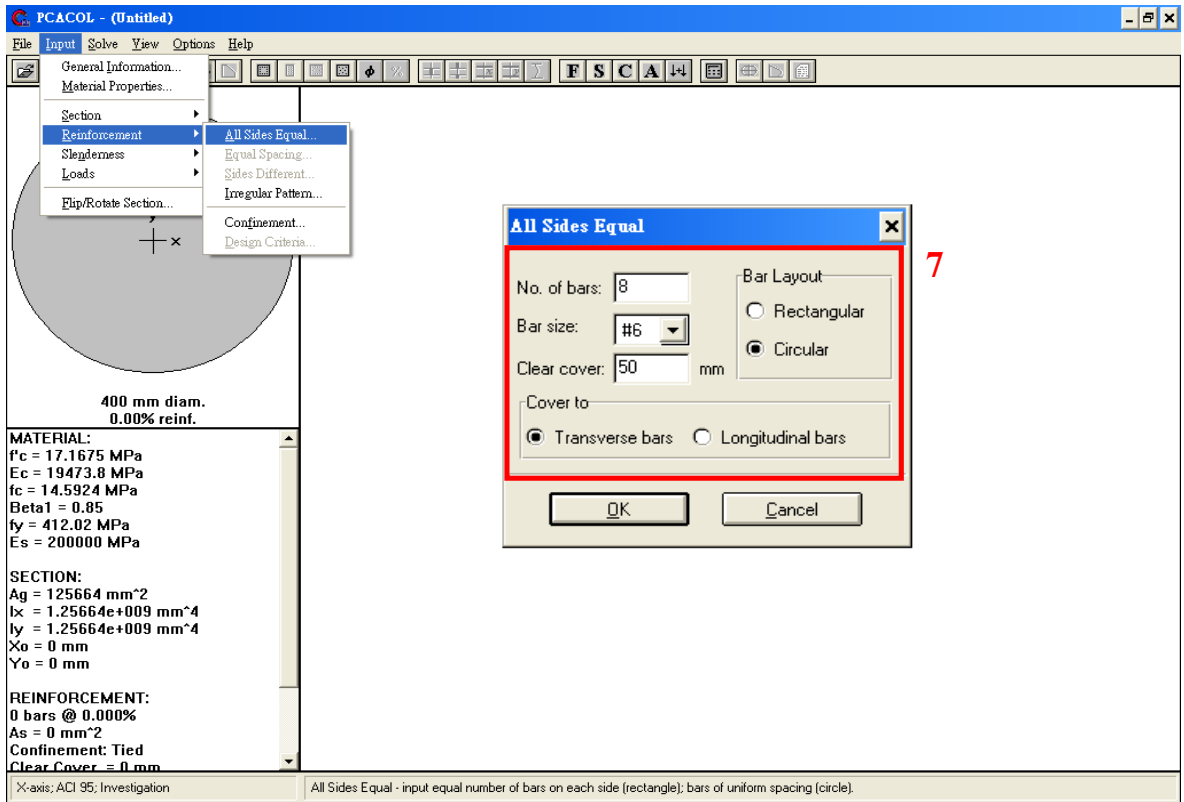 PCACOL - (Untitled)
File Input Solve View Options Help
General Information...
Material Properties...
Section
Reinforcement
Slenderness
Loads
Flip/Rotate Section...
All Sides Equal...
Equal Spacing...
Sides Different...
Irregular Pattern...
Confinement...
Design Criteria...
F S C A
x
400 mm diam.
0.00% reinf.
MATERIAL:
f'c = 17.1675 MPa
Ec = 19473.8 MPa
fc = 14.5924 MPa
Beta1 = 0.85
fy = 412.02 MPa
Es = 200000 MPa
SECTION:
Ag = 125664 mm^2
Ix = 1.25664e+009 mm^4
Iy = 1.25664e+009 mm^4
Xo = 0 mm
Yo = 0 mm
REINFORCEMENT:
0 bars @ 0.000%
As = 0 mm^2
Confinement: Tied
Clear Cover = 0 mm
All Sides Equal
7
No. of bars: 8
Bar size: #6
Clear cover: 50 mm
Bar Layout
Rectangular
Circular
Cover to
Transverse bars Longitudinal bars
OK Cancel
X-axis; ACI 95; Investigation
All Sides Equal - input equal number of bars on each side (rectangle); bars of uniform spacing (circle).